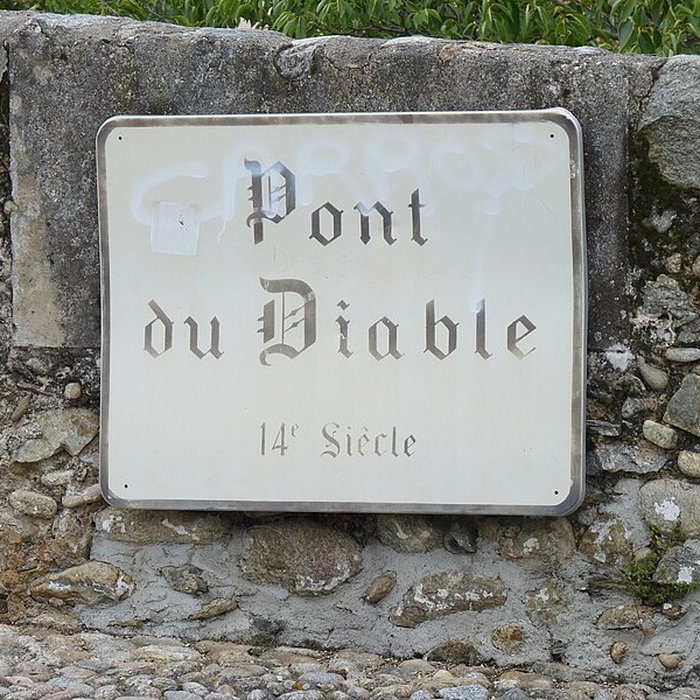 Pont
du Diable
14e Siècle